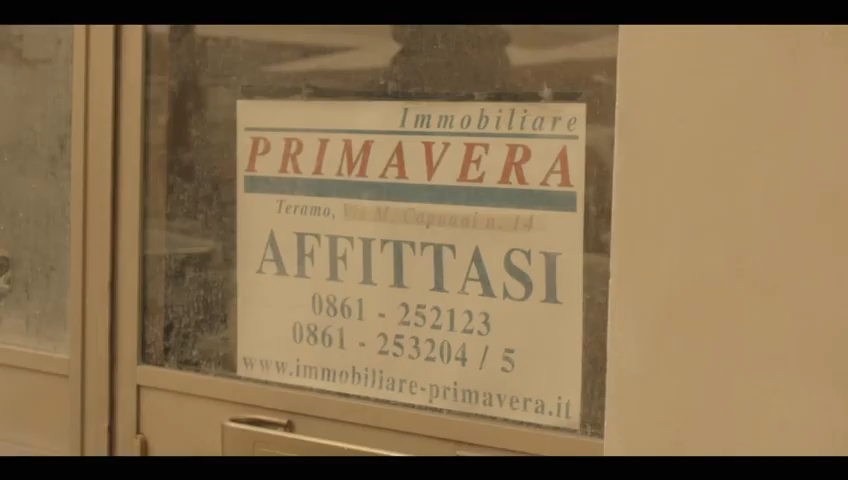 Immobiliare
PRIMAVERA
Teramo, Via M. Capuani n. 14
AFFITTASI
0861 - 252123
0861 - 253204 / 5
www.immobiliare-primavera.it